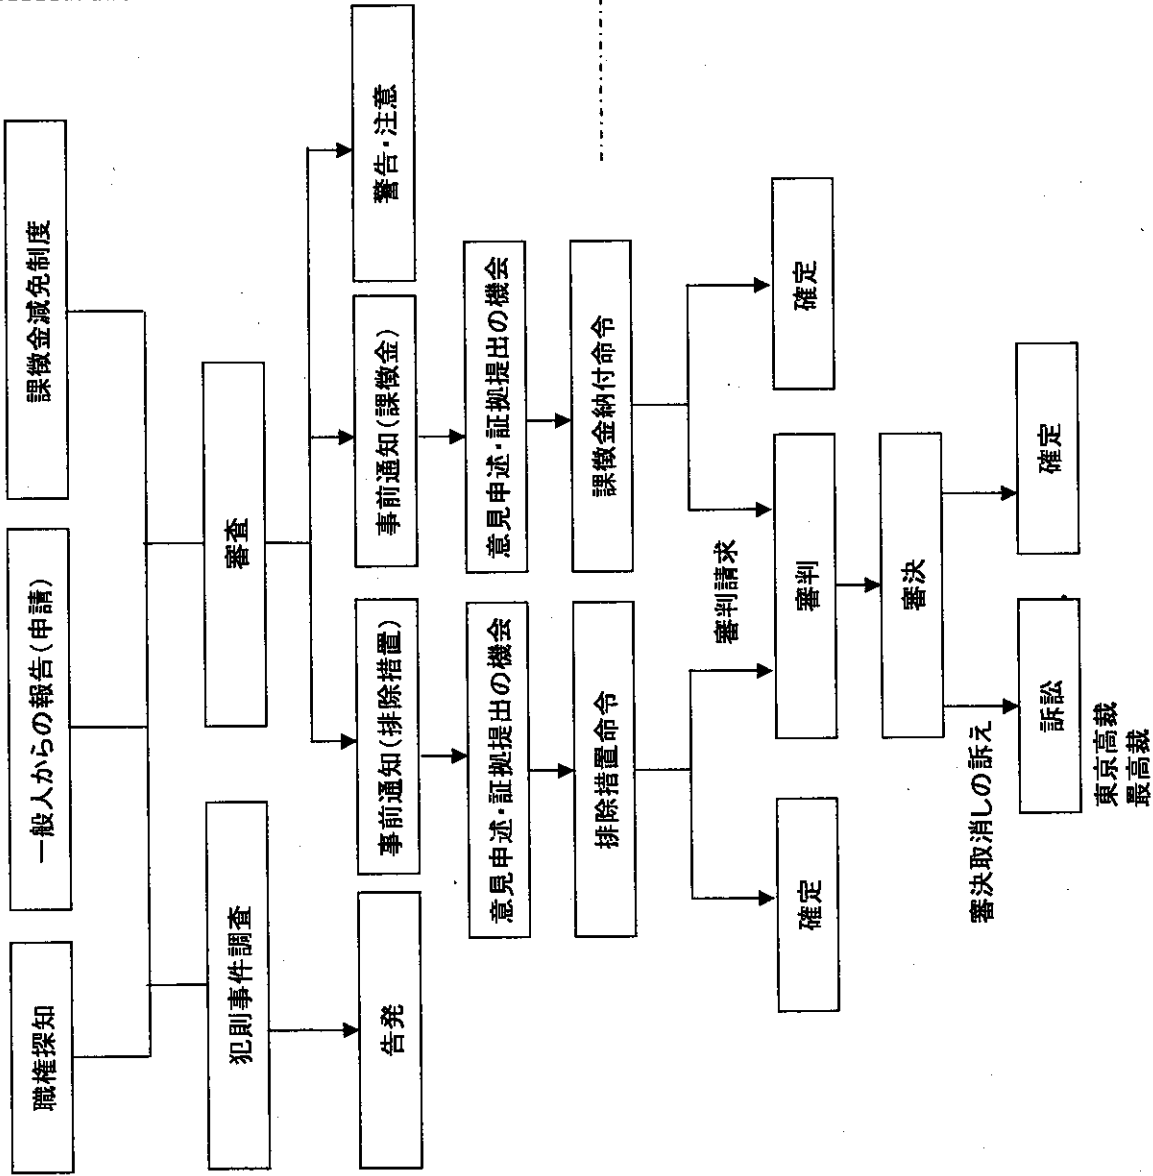 職権探知
一般人からの報告(申請)
課徴金減免制度
犯則事件調査
審査
告発
事前通知(排除措置)
事前通知(課徴金)
警告・注意
意見申述・証拠提出の機会
意見申述・証拠提出の機会
排除措置命令
課徴金納付命令
審判請求
確定
審判
確定
審決
審決取消しの訴え
訴訟
確定
東京高裁
最高裁